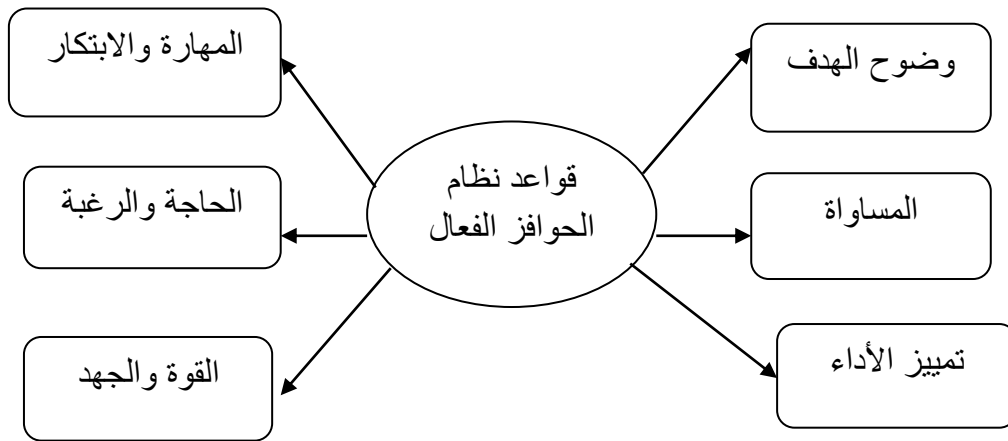 وضوح الهدف
المهارة والابتكار
قواعد نظام
الحوافز الفعال
المساواة
الحاجة والرغبة
تمييز الأداء
القوة والجهد